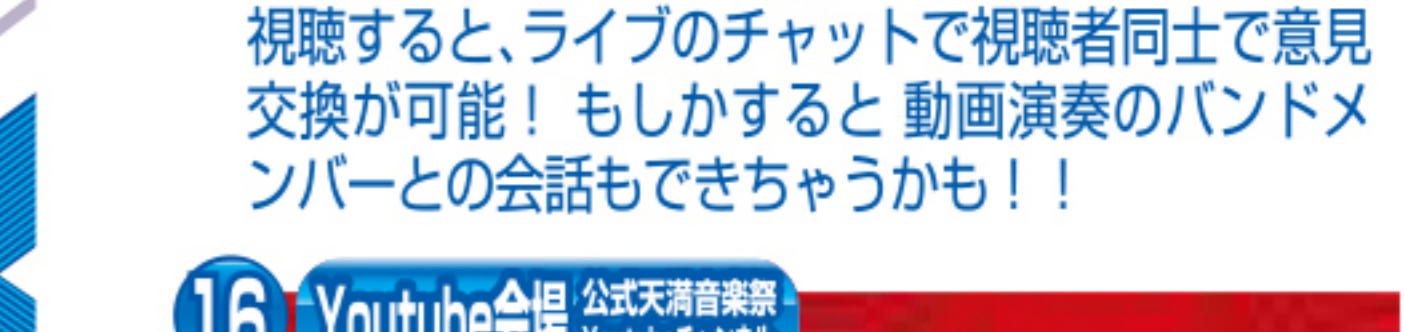 視聴すると、ライブのチャットで視聴者同士で意見
交換が可能！ もしかすると 動画演奏のバンドメ
ンバーとの会話もできちゃうかも！！
16 Youtube会場 公式天満音楽祭